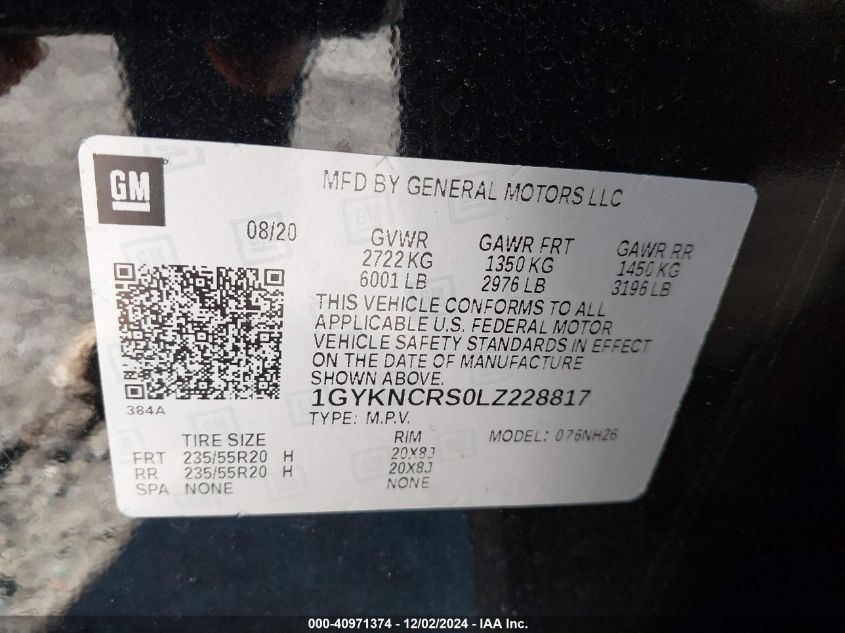 GM
MFD BY GENERAL MOTORS LLC
08/20
GVWR GAWR FRT GAWR RR
2722 KG 1350 KG 1450 KG
6001 LB 2976 LB 3196 LB
THIS VEHICLE CONFORMS TO ALL
APPLICABLE U.S. FEDERAL MOTOR
VEHICLE SAFETY STANDARDS IN EFFECT
ON THE DATE OF MANUFACTURE
SHOWN ABOVE.
384A
1GYKNCRS0LZ228817
TYPE: M.P.V. MODEL: 076NH26
TIRE SIZE RIM
FRT 235/55R20 H 20X8J
RR 235/55R20 H 20X8J
SPA NONE NONE
000-40971374 - 12/02/2024 - IAA Inc.